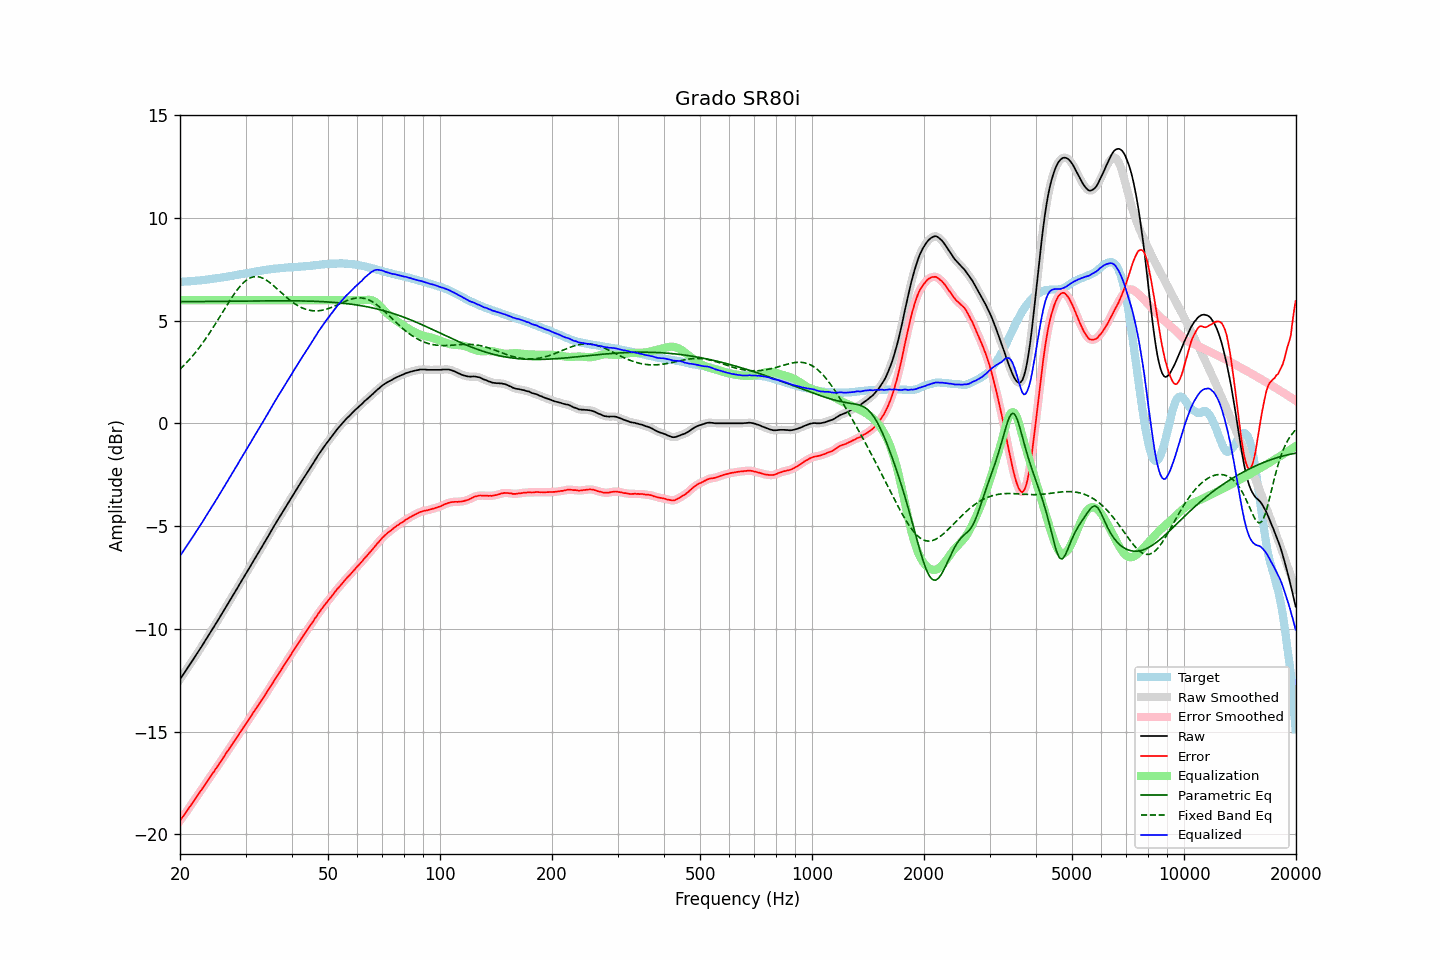 Grado SR80i
15
10
5
0
−5
−10
−15
−20
Amplitude (dBr)
20
50
100
200
500
1000
2000
5000
10000
20000
Frequency (Hz)
Target
Raw Smoothed
Error Smoothed
Raw
Error
Equalization
Parametric Eq
Fixed Band Eq
Equalized